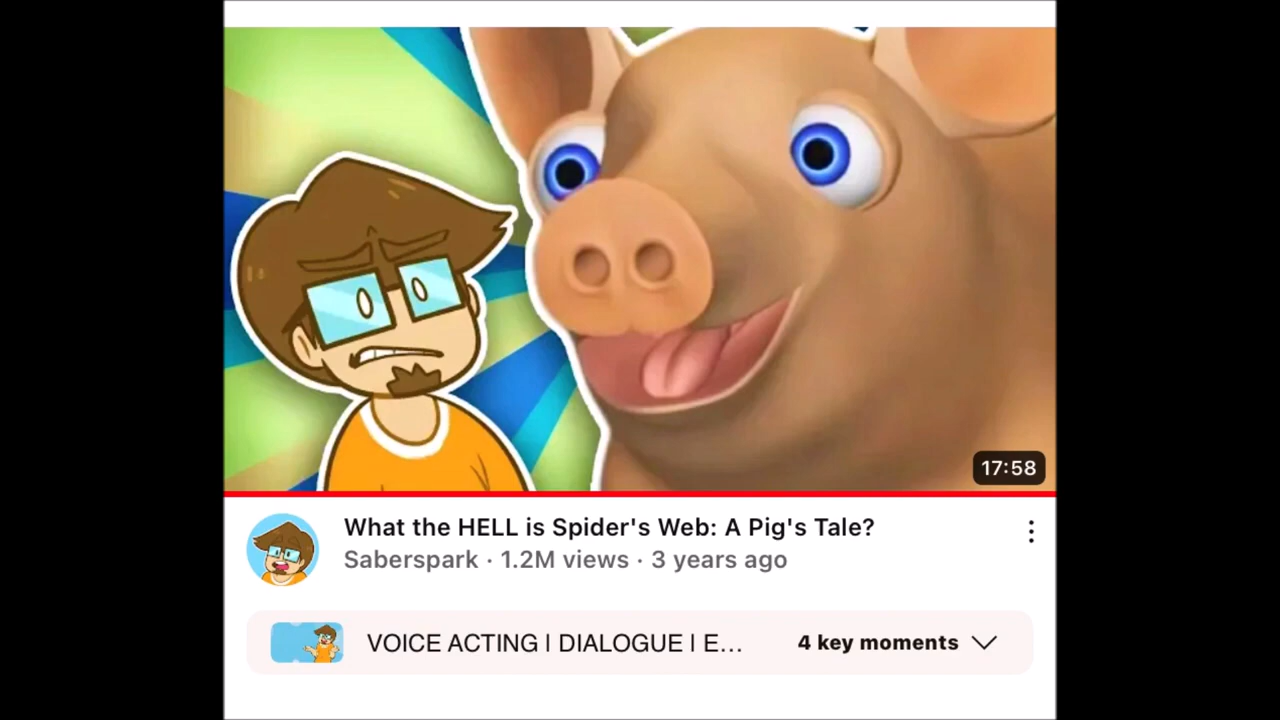 17:58
What the HELL is Spider's Web: A Pig's Tale?
Saberspark · 1.2M views · 3 years ago
VOICE ACTING | DIALOGUE | E... 4 key moments